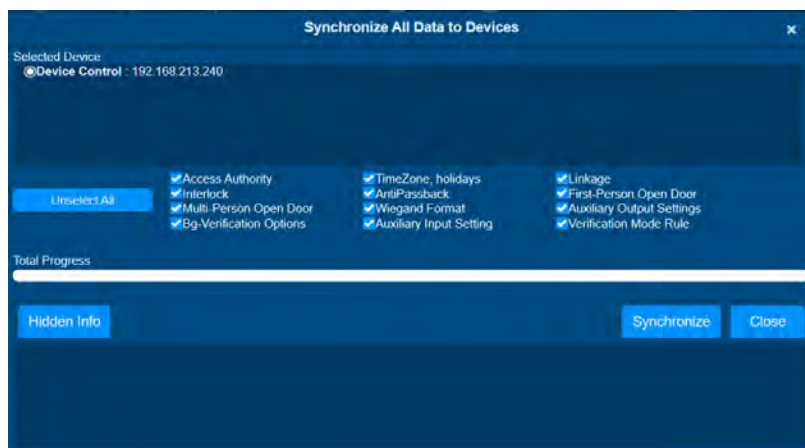 Synchronize All Data to Devices x
Selected Device
Device Control : 192.168.213.240
Access Authority TimeZone, holidays Linkage
Interlock AntiPassback First-Person Open Door
Unselect All
Multi-Person Open Door Wiegand Format Auxiliary Output Settings
Bg-Verification Options Auxiliary Input Setting Verification Mode Rule
Total Progress
Hidden Info Synchronize Close